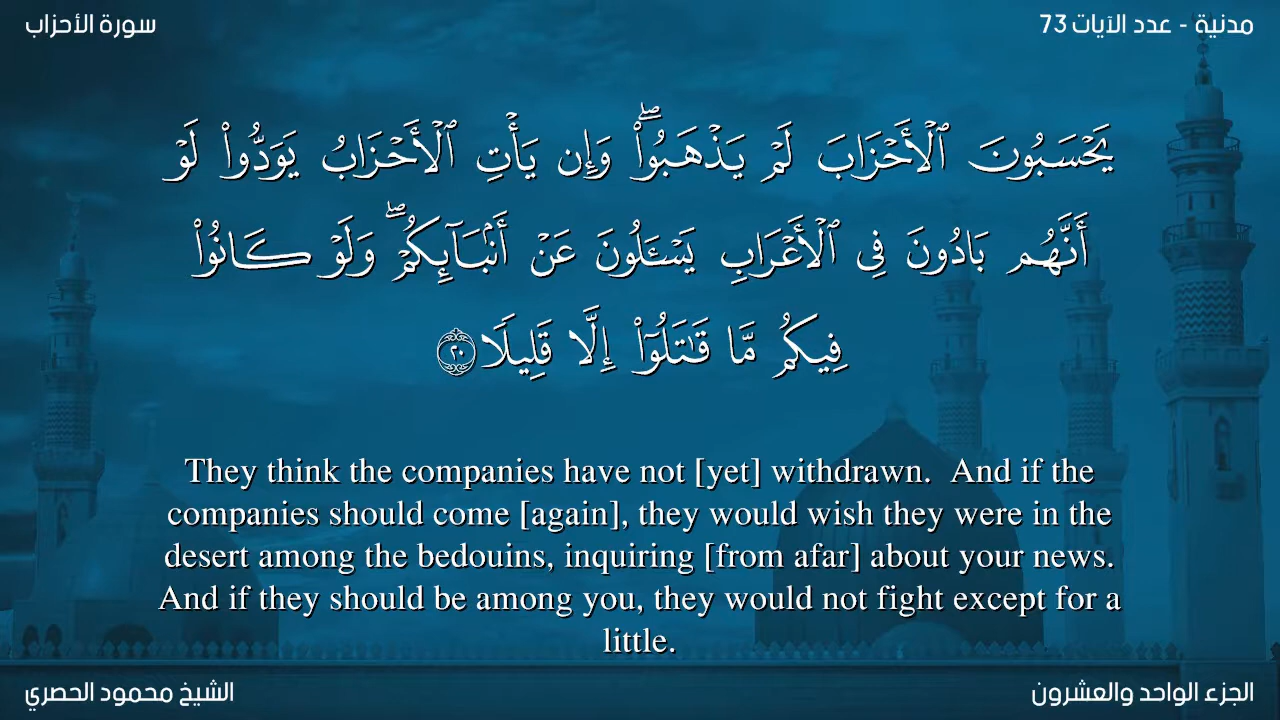 مدنية - عدد الآيات 73
سورة الأحزاب
يَحْسَبُونَ ٱلْأَحْزَابَ لَمْ يَذْهَبُوا۟ ۖ وَإِن يَأْتِ ٱلْأَحْزَابُ يَوَدُّوا۟ لَوْ
أَنَّهُم بَادُونَ فِى ٱلْأَعْرَابِ يَسْـَٔلُونَ عَنْ أَنۢبَآئِكُمْ ۖ وَلَوْ كَانُوا۟
فِيكُم مَّا قَـٰتَلُوٓا۟ إِلَّا قَلِيلًا ٢٠
They think the companies have not [yet] withdrawn.  And if the
companies should come [again], they would wish they were in the
desert among the bedouins, inquiring [from afar] about your news.
And if they should be among you, they would not fight except for a
little.
الجزء الواحد والعشرون
الشيخ محمود الحصري